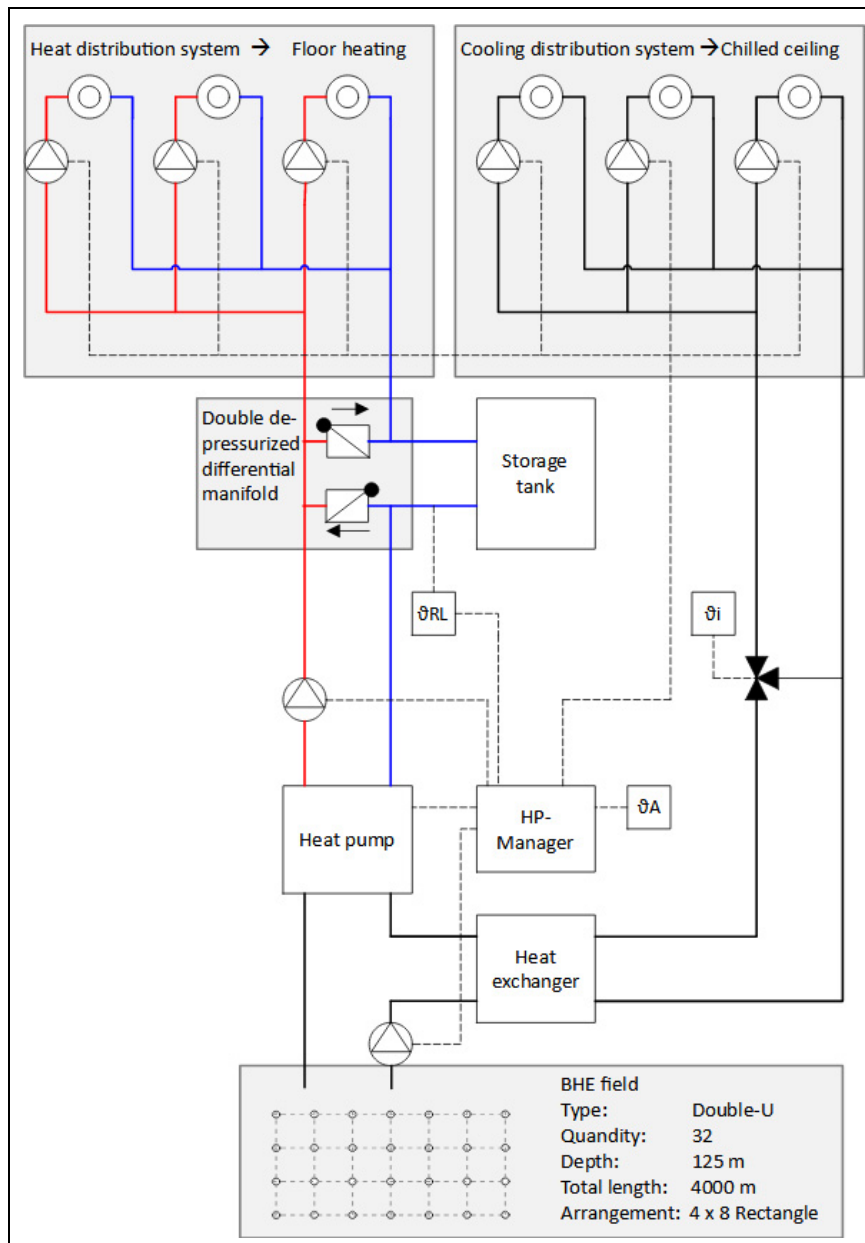 Heat distribution system → Floor heating
Cooling distribution system → Chilled ceiling
Double de-
pressurized
differential
manifold
Storage
tank
ϑRL
ϑi
Heat pump
HP-
Manager
ϑA
Heat
exchanger
BHE field
Type: Double-U
Quandity: 32
Depth: 125 m
Total length: 4000 m
Arrangement: 4 x 8 Rectangle